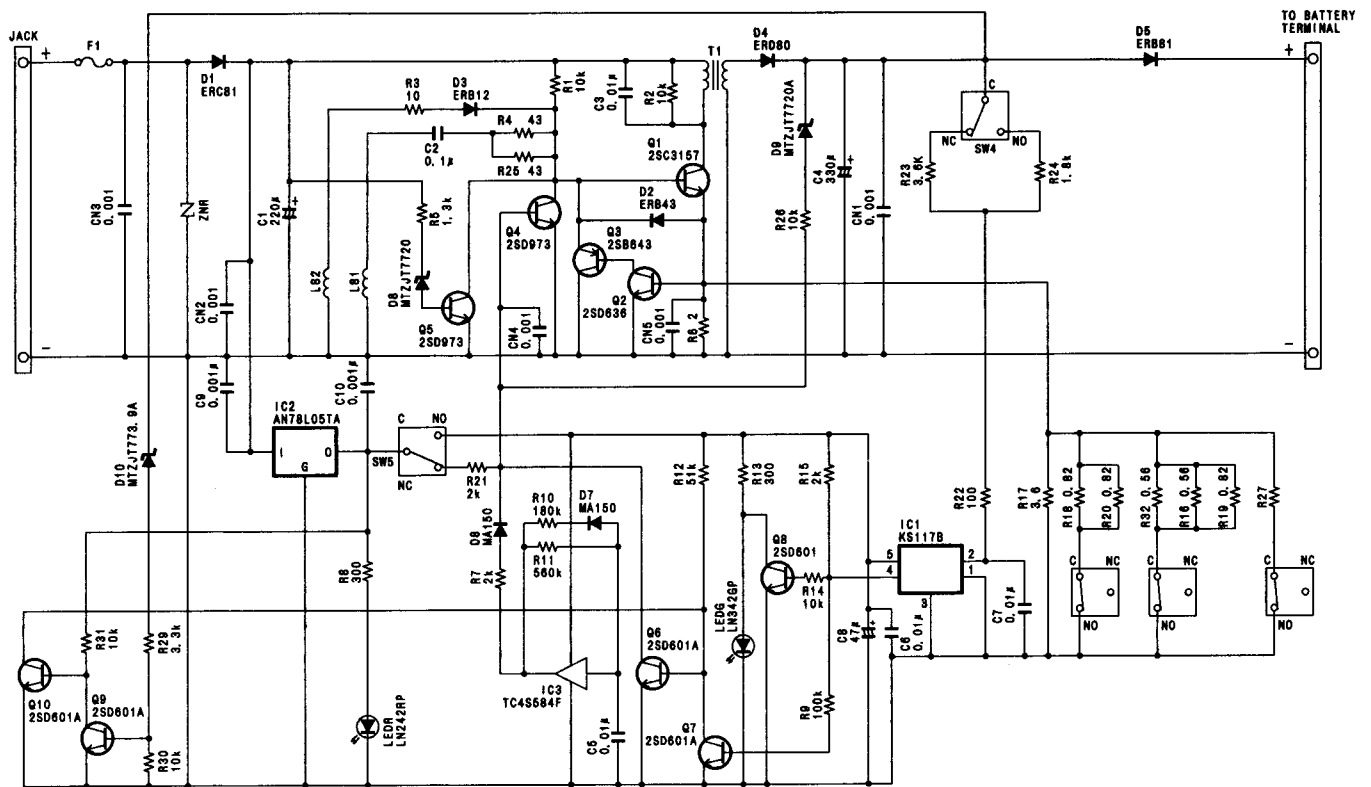 JACK
+
F1
D1
ERC81
R3
10
D3
ERB12
R1
10k
C3
0.01µ
R2
10k
T1
D4
ERD80
D5
ERB81
TO BATTERY
TERMINAL
+
C2
0.1µ
R4 43
R25 43
Q1
2SC3157
D9
MTZJT7720A
C4
330µ
+
C
NC
NO
SW4
R23
3.6K
R24
1.8k
CN3
0.001
ZNR
C1
220µ
+
LB2
LB1
R5
1.3k
D8
MTZJT7720
Q4
2SD973
D2
ERB43
Q3
2SB643
Q2
2SD636
R26
10k
CN1
0.001
CN2
0.001
Q5
2SD973
CN4
0.001
CN5
0.001
R6 2
-
-
C9
0.001µ
C10
0.001µ
IC2
AN78L05TA
I
O
G
D10
MTZJT773.9A
C
NO
SW5
NC
R21
2k
R10
180k
D7
MA150
R11
560k
D6
MA150
R7
2k
R12
51k
R13
300
R15
2k
Q8
2SD601
R14
10k
IC1
KS117B
5
4
3
2
1
R22
100
R17
3.6
R18 0.82
R20 0.82
R32 0.56
R16 0.56
R19 0.82
R27
C
NC
NO
C
NC
NO
C
NC
NO
R8
300
LEDG
LN342GP
C8
47µ
+
C6
0.01µ
C7
0.01µ
R31
10k
R29
3.3k
Q6
2SD601A
IC3
TC4S584F
Q10
2SD601A
Q9
2SD601A
R30
10k
LEDR
LN242RP
C5
0.01µ
Q7
2SD601A
R9
100k